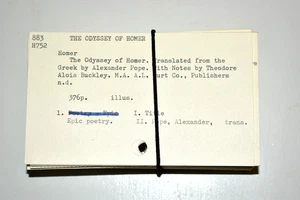 883 THE ODYSSEY OF HOMER
H752
Homer
The Odyssey of Homer, translated from the
Greek by Alexander Pope. With Notes by Theodore
Alois Buckley, M.A. A.L. Burt Co., Publishers
n.d.
376p. illus.
1. Poetry - Epic I. Title
Epic poetry. II. Pope, Alexander, trans.